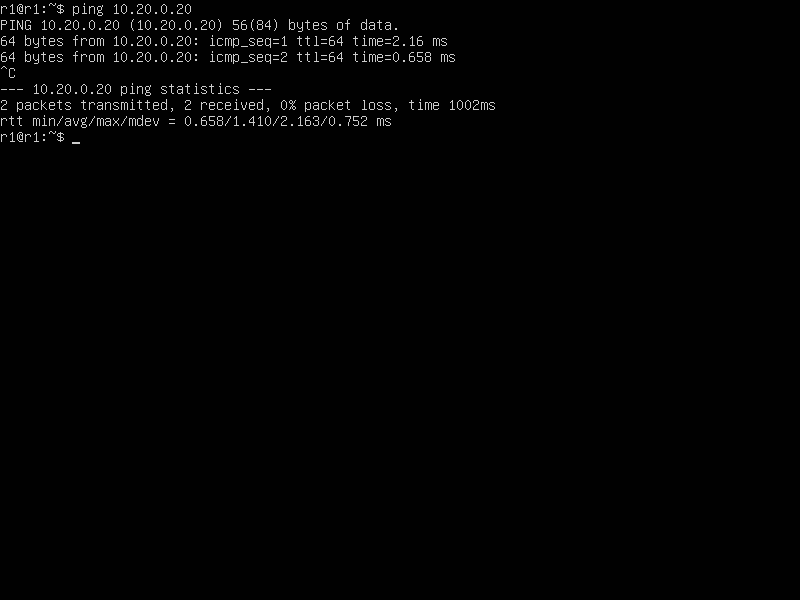 r1@r1:~$ ping 10.20.0.20
PING 10.20.0.20 (10.20.0.20) 56(84) bytes of data.
64 bytes from 10.20.0.20: icmp_seq=1 ttl=64 time=2.16 ms
64 bytes from 10.20.0.20: icmp_seq=2 ttl=64 time=0.658 ms
^C
--- 10.20.0.20 ping statistics ---
2 packets transmitted, 2 received, 0% packet loss, time 1002ms
rtt min/avg/max/mdev = 0.658/1.410/2.163/0.752 ms
r1@r1:~$ _